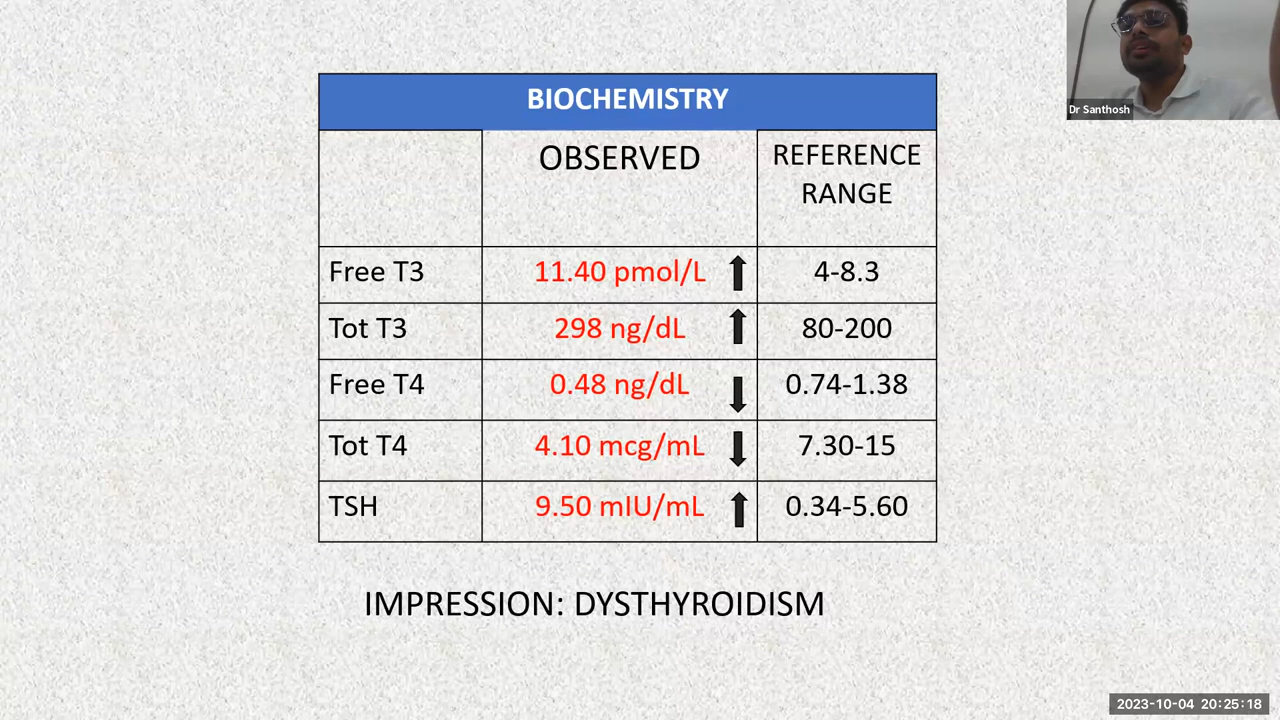 Dr Santhosh
BIOCHEMISTRY
OBSERVED
REFERENCE
RANGE
Free T3 11.40 pmol/L 4-8.3
Tot T3 298 ng/dL 80-200
Free T4 0.48 ng/dL 0.74-1.38
Tot T4 4.10 mcg/mL 7.30-15
TSH 9.50 mIU/mL 0.34-5.60
IMPRESSION: DYSTHYROIDISM
2023-10-04 20:25:18